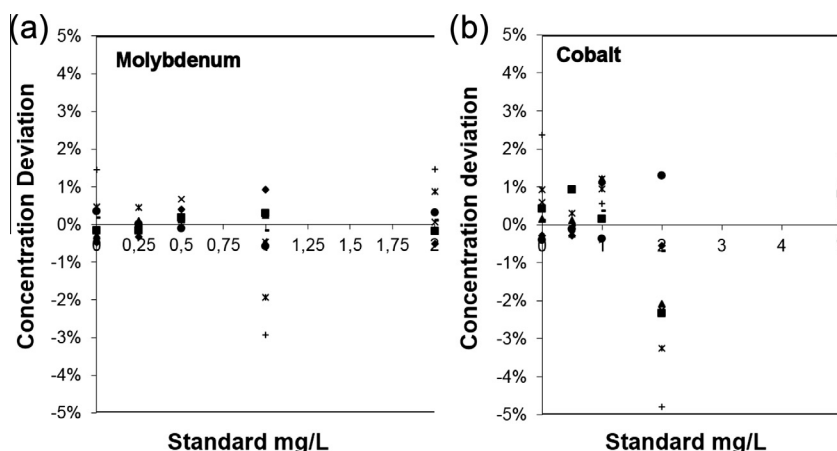 (a)
Molybdenum
Concentration Deviation
5%
4%
3%
2%
1%
0%
-1%
-2%
-3%
-4%
-5%
0 0,25 0,5 0,75 1 1,25 1,5 1,75 2
Standard mg/L
(b)
Cobalt
Concentration deviation
5%
4%
3%
2%
1%
0%
-1%
-2%
-3%
-4%
-5%
0 1 2 3 4
Standard mg/L